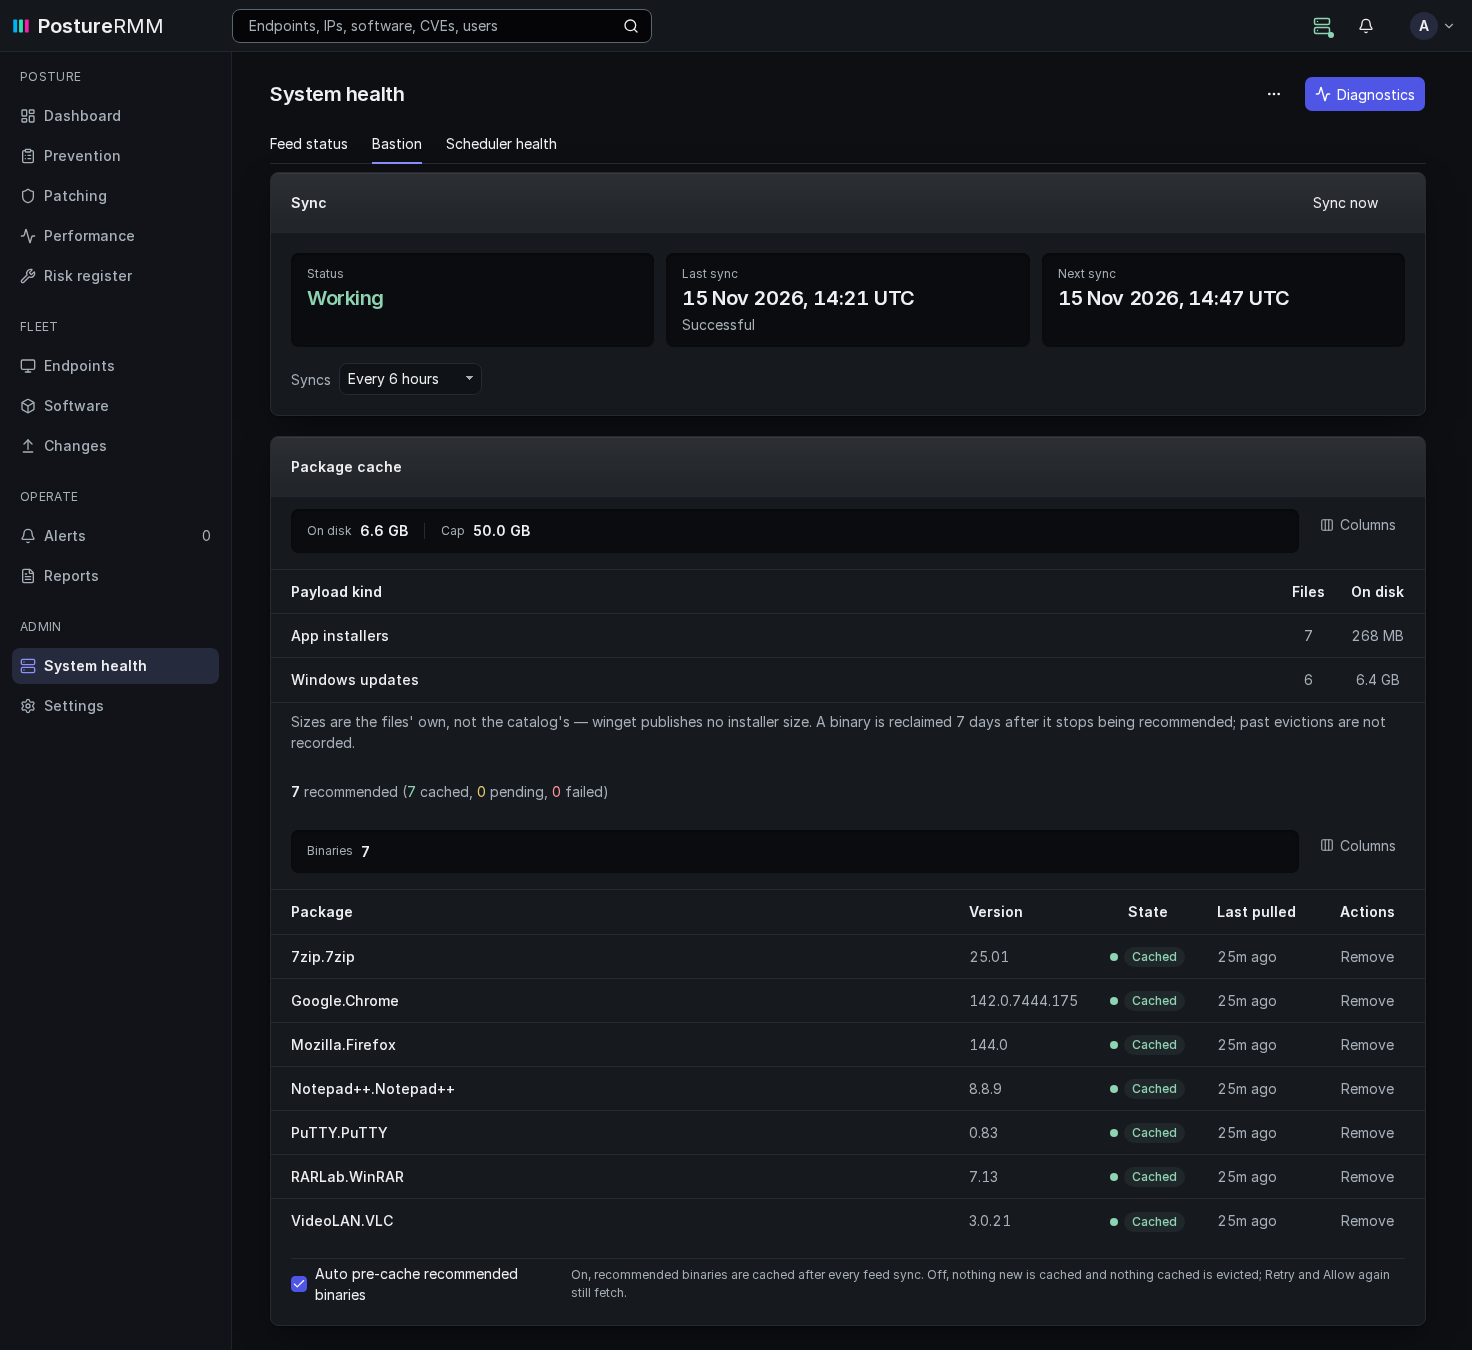 PostureRMM
Endpoints, IPs, software, CVEs, users
A
POSTURE
Dashboard
Prevention
Patching
Performance
Risk register
FLEET
Endpoints
Software
Changes
OPERATE
Alerts 0
Reports
ADMIN
System health
Settings
System health
Diagnostics
Feed status Bastion Scheduler health
Sync Sync now
Status
Working
Last sync
15 Nov 2026, 14:21 UTC
Successful
Next sync
15 Nov 2026, 14:47 UTC
Syncs Every 6 hours
Package cache
On disk 6.6 GB Cap 50.0 GB
Columns
Payload kind Files On disk
App installers 7 268 MB
Windows updates 6 6.4 GB
Sizes are the files' own, not the catalog's — winget publishes no installer size. A binary is reclaimed 7 days after it stops being recommended; past evictions are not
recorded.
7 recommended (7 cached, 0 pending, 0 failed)
Binaries 7
Columns
Package Version State Last pulled Actions
7zip.7zip 25.01 Cached 25m ago Remove
Google.Chrome 142.0.7444.175 Cached 25m ago Remove
Mozilla.Firefox 144.0 Cached 25m ago Remove
Notepad++.Notepad++ 8.8.9 Cached 25m ago Remove
PuTTY.PuTTY 0.83 Cached 25m ago Remove
RARLab.WinRAR 7.13 Cached 25m ago Remove
VideoLAN.VLC 3.0.21 Cached 25m ago Remove
Auto pre-cache recommended
binaries
On, recommended binaries are cached after every feed sync. Off, nothing new is cached and nothing cached is evicted; Retry and Allow again
still fetch.